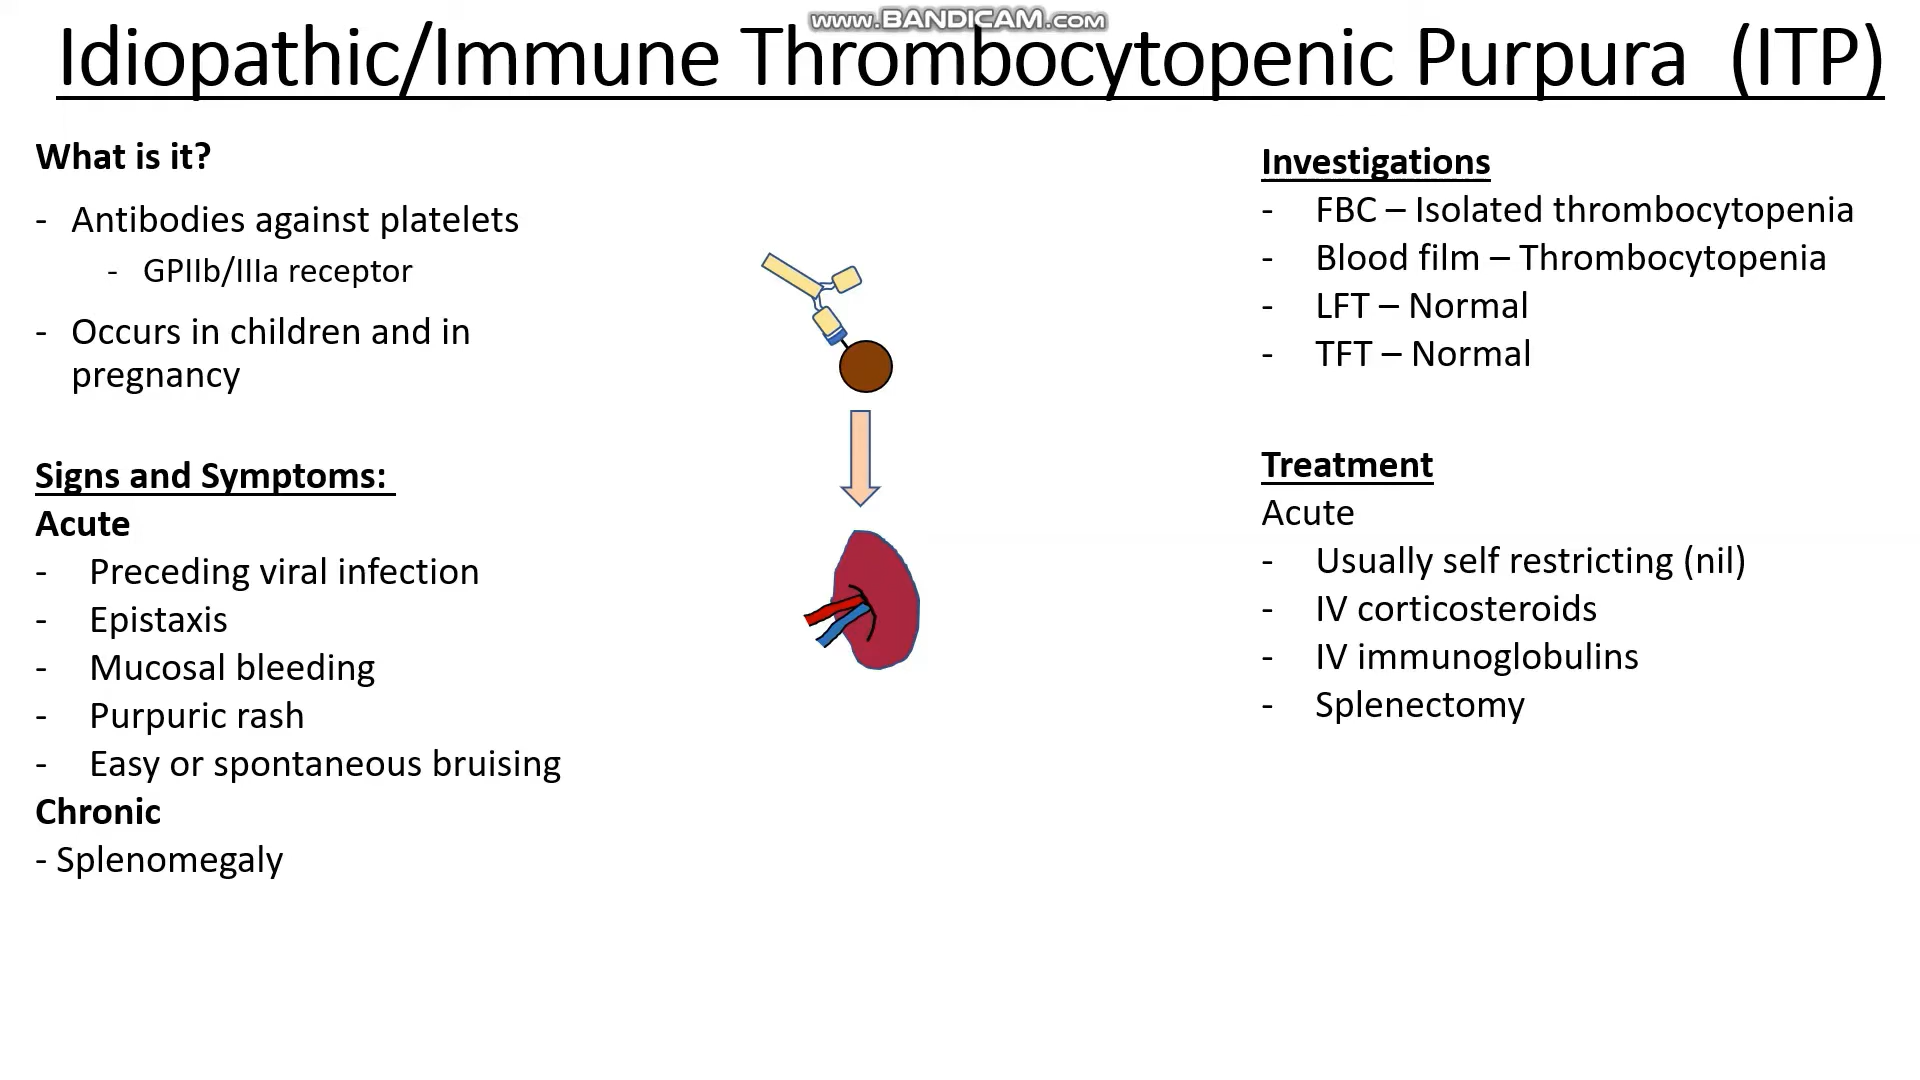 www.BANDICAM.com
Idiopathic/Immune Thrombocytopenic Purpura (ITP)
What is it?
- Antibodies against platelets
- GPIIb/IIIa receptor
- Occurs in children and in
pregnancy
Signs and Symptoms:
Acute
- Preceding viral infection
- Epistaxis
- Mucosal bleeding
- Purpuric rash
- Easy or spontaneous bruising
Chronic
- Splenomegaly
Investigations
- FBC – Isolated thrombocytopenia
- Blood film – Thrombocytopenia
- LFT – Normal
- TFT – Normal
Treatment
Acute
- Usually self restricting (nil)
- IV corticosteroids
- IV immunoglobulins
- Splenectomy